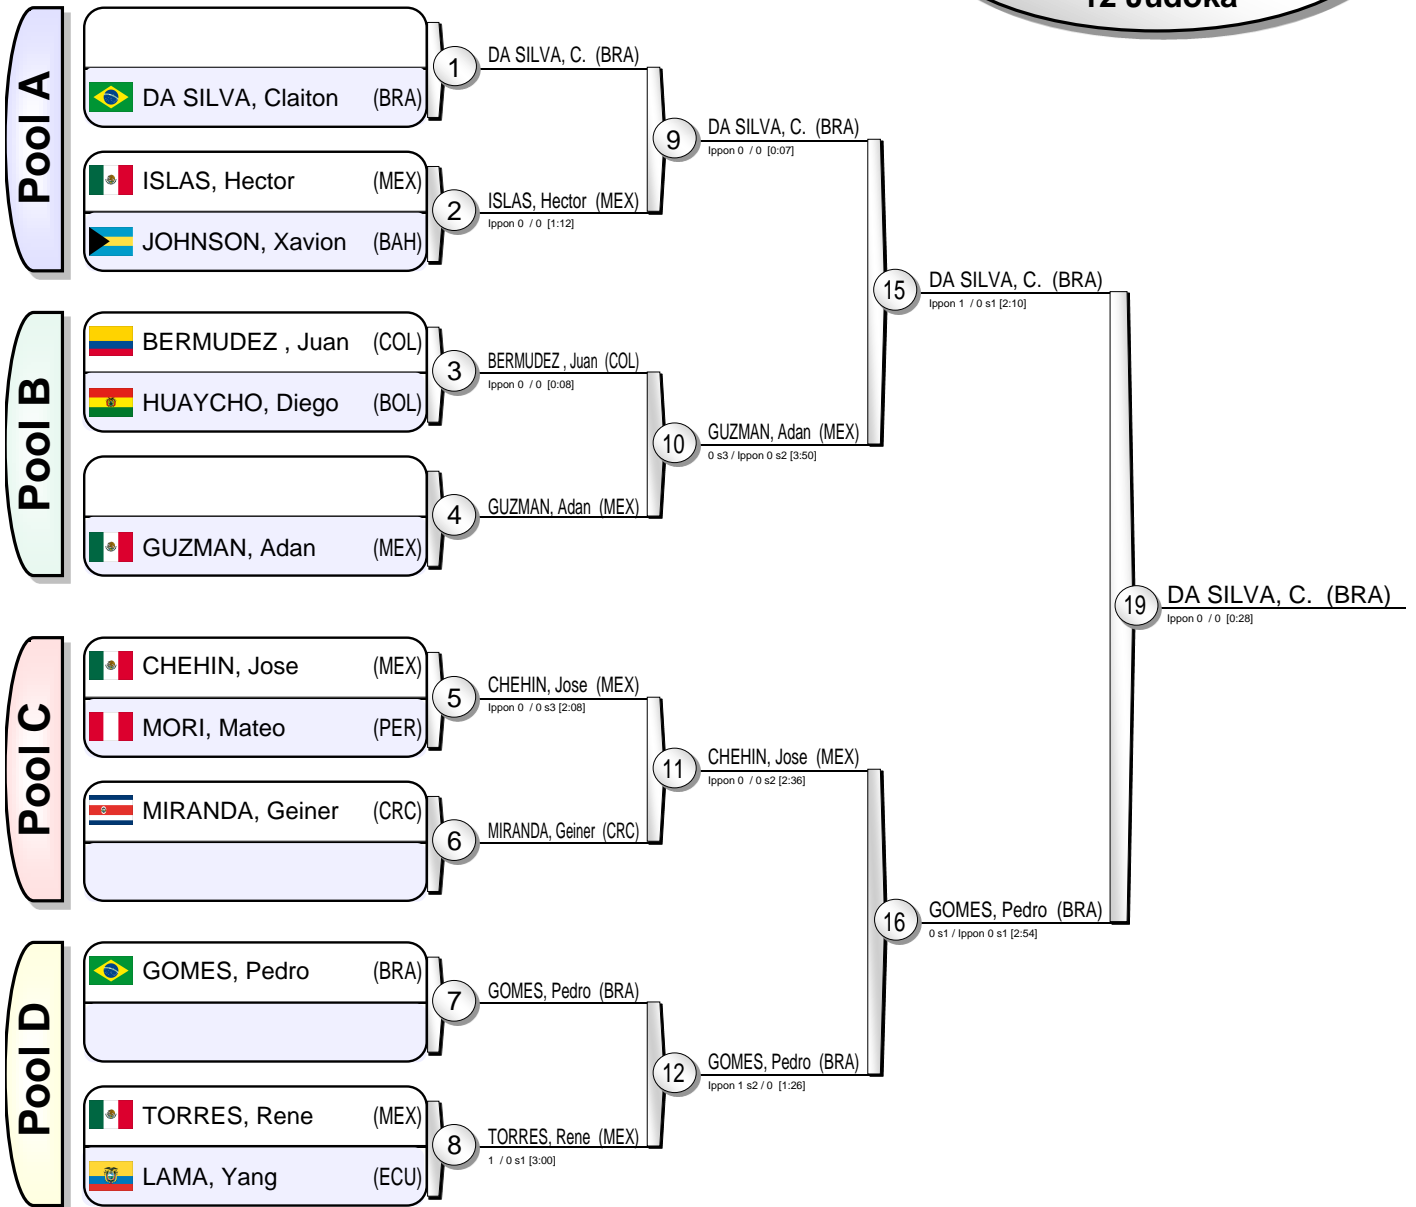 12 Judoka
Pool A
DA SILVA, Claiton (BRA)
ISLAS, Hector (MEX)
JOHNSON, Xavion (BAH)
Pool B
BERMUDEZ , Juan (COL)
HUAYCHO, Diego (BOL)
GUZMAN, Adan (MEX)
Pool C
CHEHIN, Jose (MEX)
MORI, Mateo (PER)
MIRANDA, Geiner (CRC)
Pool D
GOMES, Pedro (BRA)
TORRES, Rene (MEX)
LAMA, Yang (ECU)
1
DA SILVA, C. (BRA)
2
ISLAS, Hector (MEX)
Ippon 0 / 0 [1:12]
3
BERMUDEZ , Juan (COL)
Ippon 0 / 0 [0:08]
4
GUZMAN, Adan (MEX)
5
CHEHIN, Jose (MEX)
Ippon 0 / 0 s3 [2:08]
6
MIRANDA, Geiner (CRC)
7
GOMES, Pedro (BRA)
8
TORRES, Rene (MEX)
1 / 0 s1 [3:00]
9
DA SILVA, C. (BRA)
Ippon 0 / 0 [0:07]
10
GUZMAN, Adan (MEX)
0 s3 / Ippon 0 s2 [3:50]
11
CHEHIN, Jose (MEX)
Ippon 0 / 0 s2 [2:36]
12
GOMES, Pedro (BRA)
Ippon 1 s2 / 0 [1:26]
15
DA SILVA, C. (BRA)
Ippon 1 / 0 s1 [2:10]
16
GOMES, Pedro (BRA)
0 s1 / Ippon 0 s1 [2:54]
19
DA SILVA, C. (BRA)
Ippon 0 / 0 [0:28]